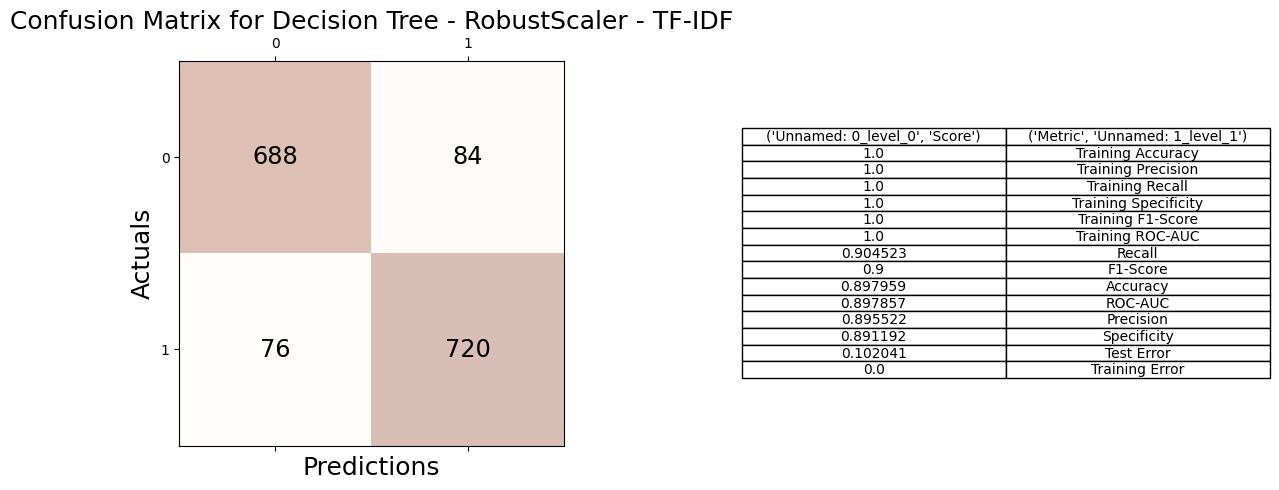 Confusion Matrix for Decision Tree - RobustScaler - TF-IDF
0 1
0 688 84
1 76 720
Actuals
Predictions
('Unnamed: 0_level_0', 'Score') ('Metric', 'Unnamed: 1_level_1')
1.0 Training Accuracy
1.0 Training Precision
1.0 Training Recall
1.0 Training Specificity
1.0 Training F1-Score
1.0 Training ROC-AUC
0.904523 Recall
0.9 F1-Score
0.897959 Accuracy
0.897857 ROC-AUC
0.895522 Precision
0.891192 Specificity
0.102041 Test Error
0.0 Training Error